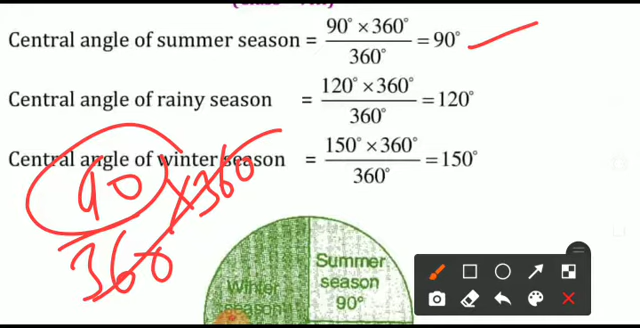 Central angle of summer season = 90° × 360° / 360° = 90°
Central angle of rainy season = 120° × 360° / 360° = 120°
Central angle of winter season = 150° × 360° / 360° = 150°
90 × 360
360
Winter
season
Summer
season
90°